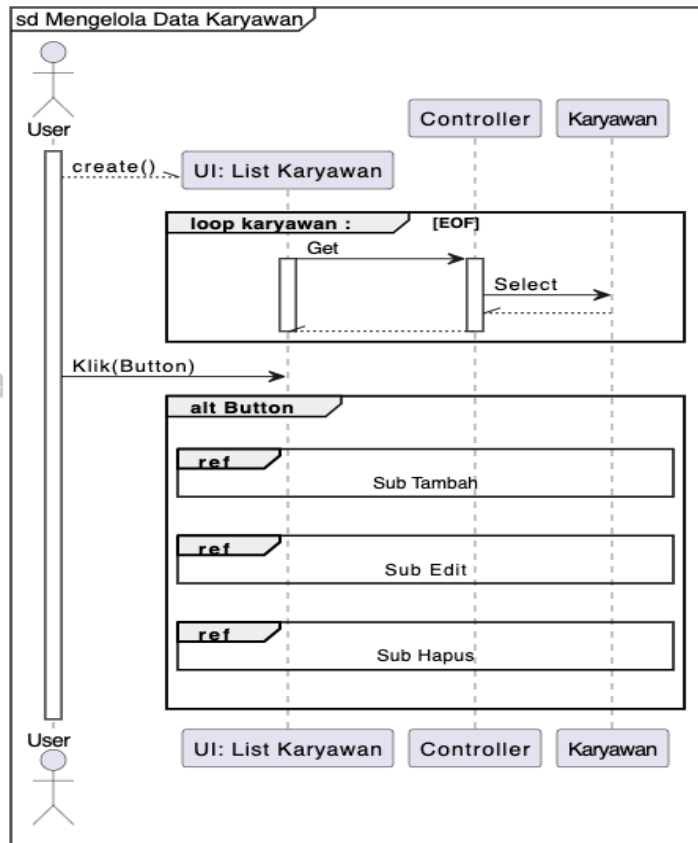 sd Mengelola Data Karyawan
User
Controller
Karyawan
create()
UI: List Karyawan
loop karyawan :
[EOF]
Get
Select
Klik(Button)
alt Button
ref
Sub Tambah
ref
Sub Edit
ref
Sub Hapus
User
UI: List Karyawan
Controller
Karyawan